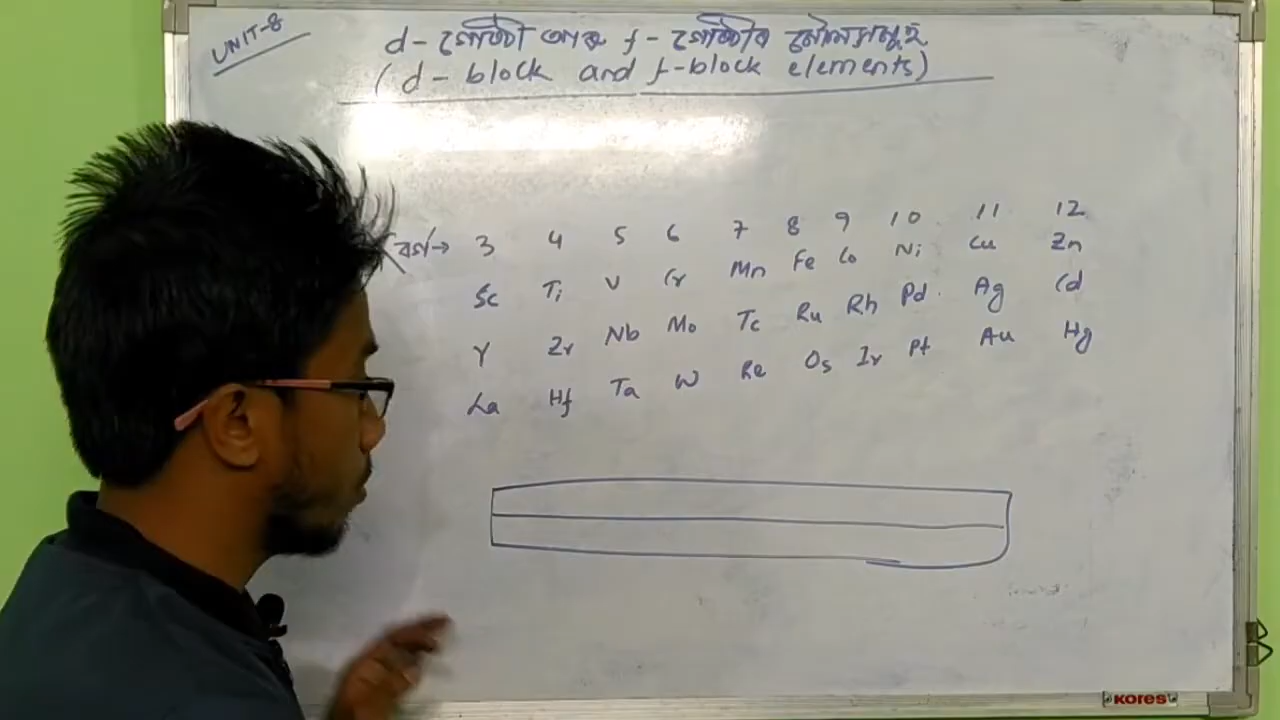 UNIT-8
d-গোষ্ঠী আৰু f-গোষ্ঠীৰ মৌলসমূহ
(d-block and f-block elements)
বৰ্গ→ 3 4 5 6 7 8 9 10 11 12
Sc Ti V Cr Mn Fe Co Ni Cu Zn
Y Zr Nb Mo Tc Ru Rh Pd Ag Cd
La Hf Ta W Re Os Ir Pt Au Hg
KORES